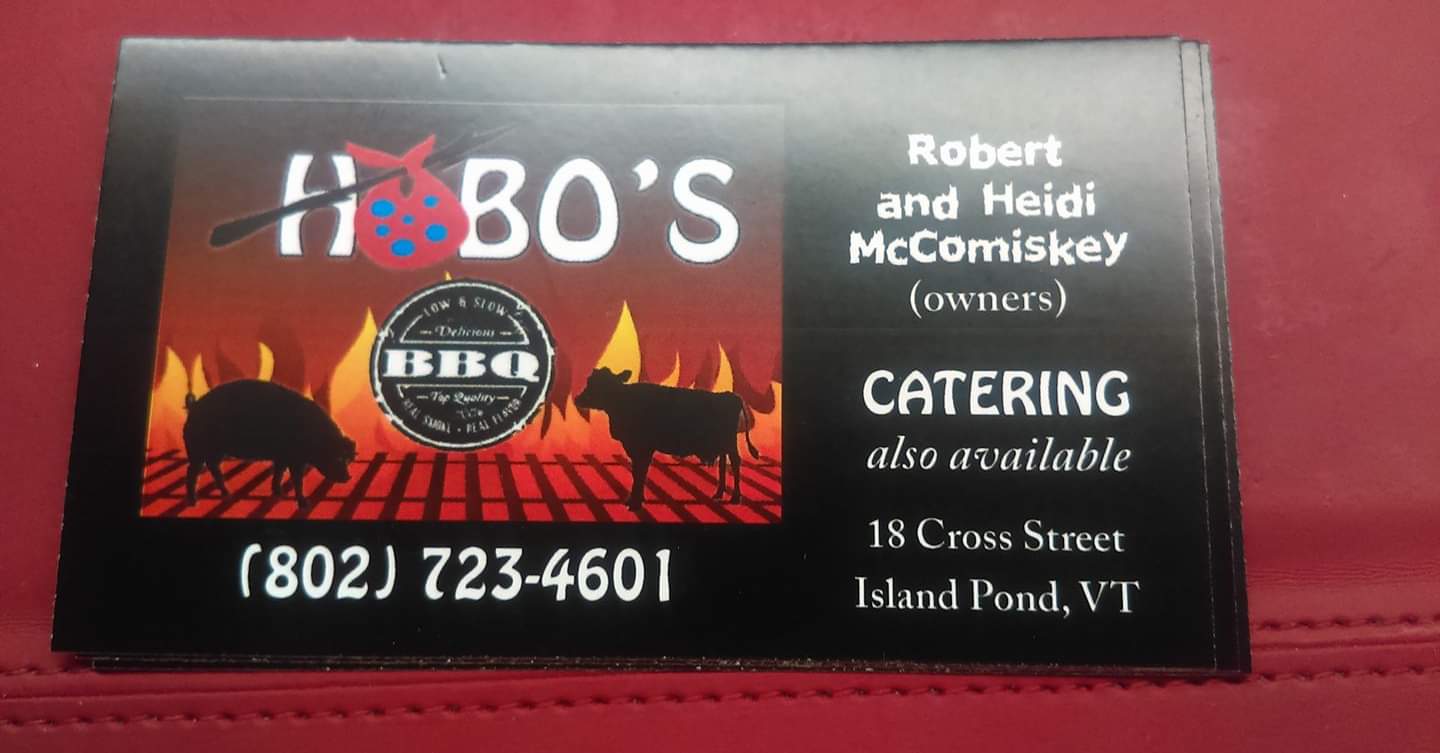 HOBO'S
LOW & SLOW
Delicious
BBQ
Top Quality
REAL SMOKE • REAL FLAVOR
(802) 723-4601
Robert
and Heidi
McComiskey
(owners)
CATERING
also available
18 Cross Street
Island Pond, VT